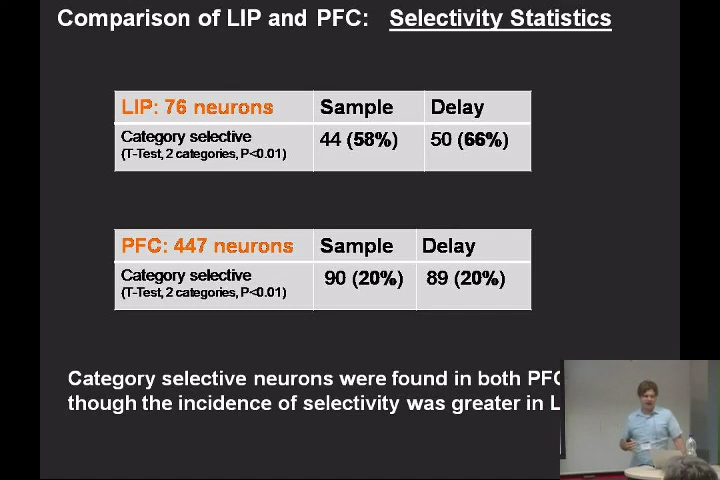 Comparison of LIP and PFC: Selectivity Statistics
LIP: 76 neurons Sample Delay
Category selective 44 (58%) 50 (66%)
(T-Test, 2 categories, P<0.01)
PFC: 447 neurons Sample Delay
Category selective 90 (20%) 89 (20%)
(T-Test, 2 categories, P<0.01)
Category selective neurons were found in both PFC
though the incidence of selectivity was greater in L